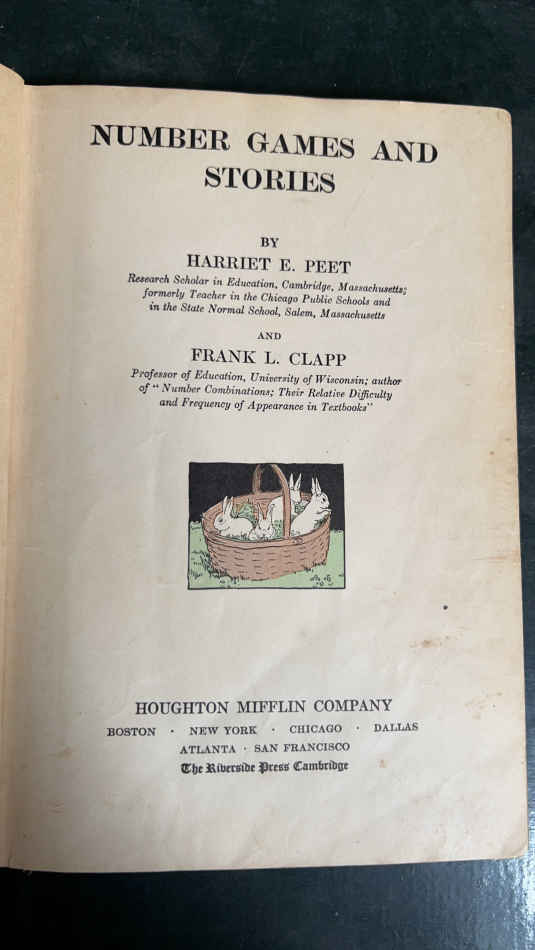 NUMBER GAMES AND
STORIES
BY
HARRIET E. PEET
Research Scholar in Education, Cambridge, Massachusetts;
formerly Teacher in the Chicago Public Schools and
in the State Normal School, Salem, Massachusetts
AND
FRANK L. CLAPP
Professor of Education, University of Wisconsin; author
of "Number Combinations; Their Relative Difficulty
and Frequency of Appearance in Textbooks"
HOUGHTON MIFFLIN COMPANY
BOSTON · NEW YORK · CHICAGO · DALLAS
ATLANTA · SAN FRANCISCO
The Riverside Press Cambridge